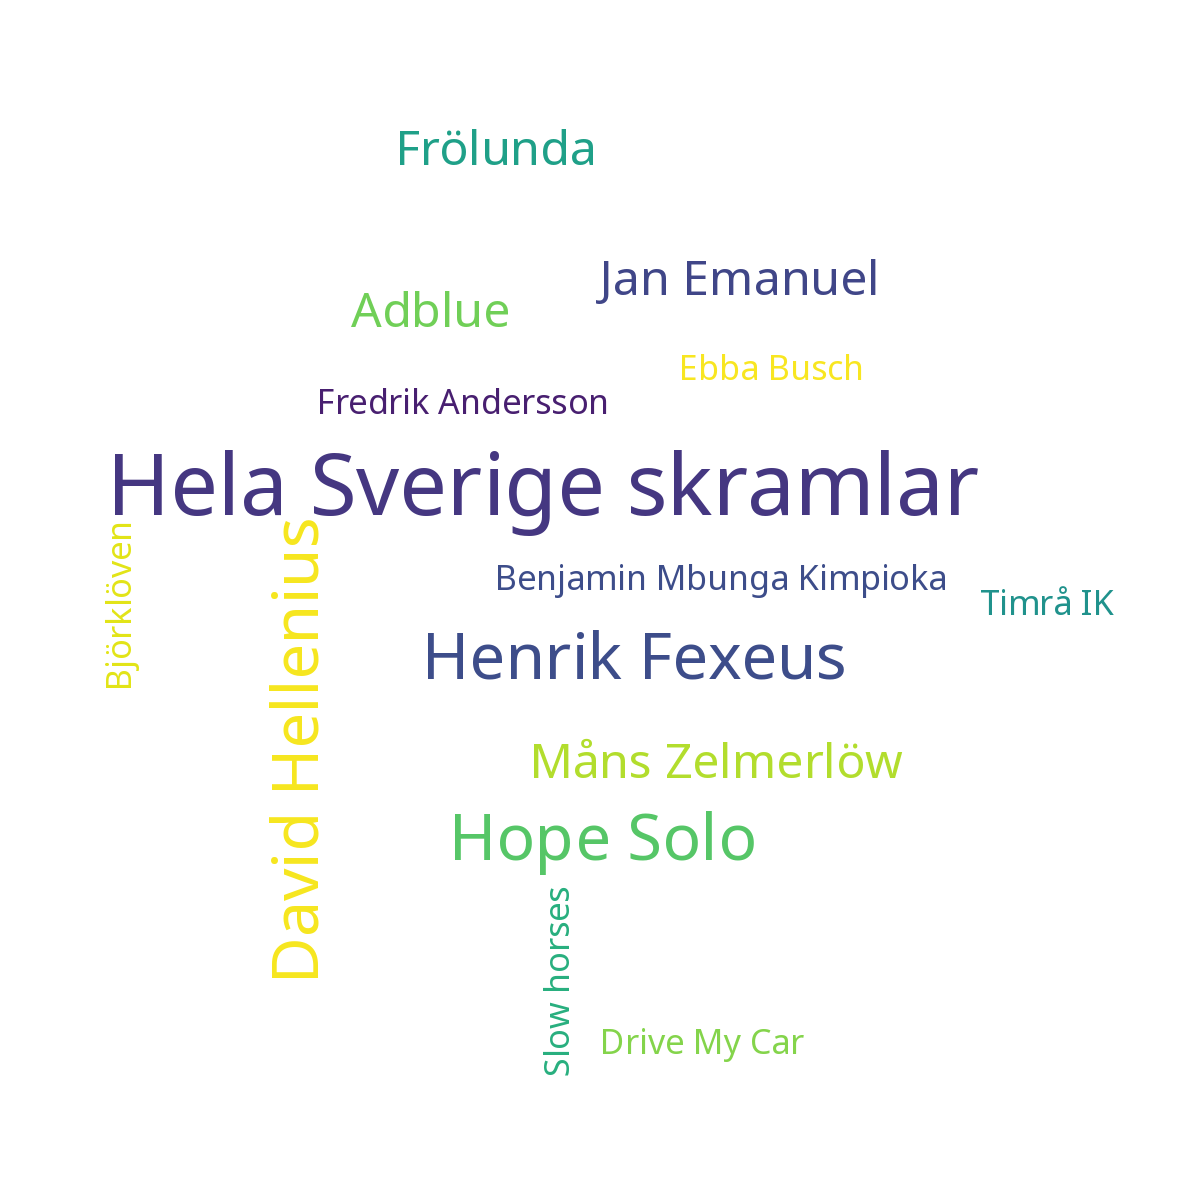 Frölunda
Jan Emanuel
Adblue
Ebba Busch
Fredrik Andersson
Hela Sverige skramlar
Björklöven
David Hellenius
Benjamin Mbunga Kimpioka
Timrå IK
Henrik Fexeus
Måns Zelmerlöw
Hope Solo
Slow horses
Drive My Car